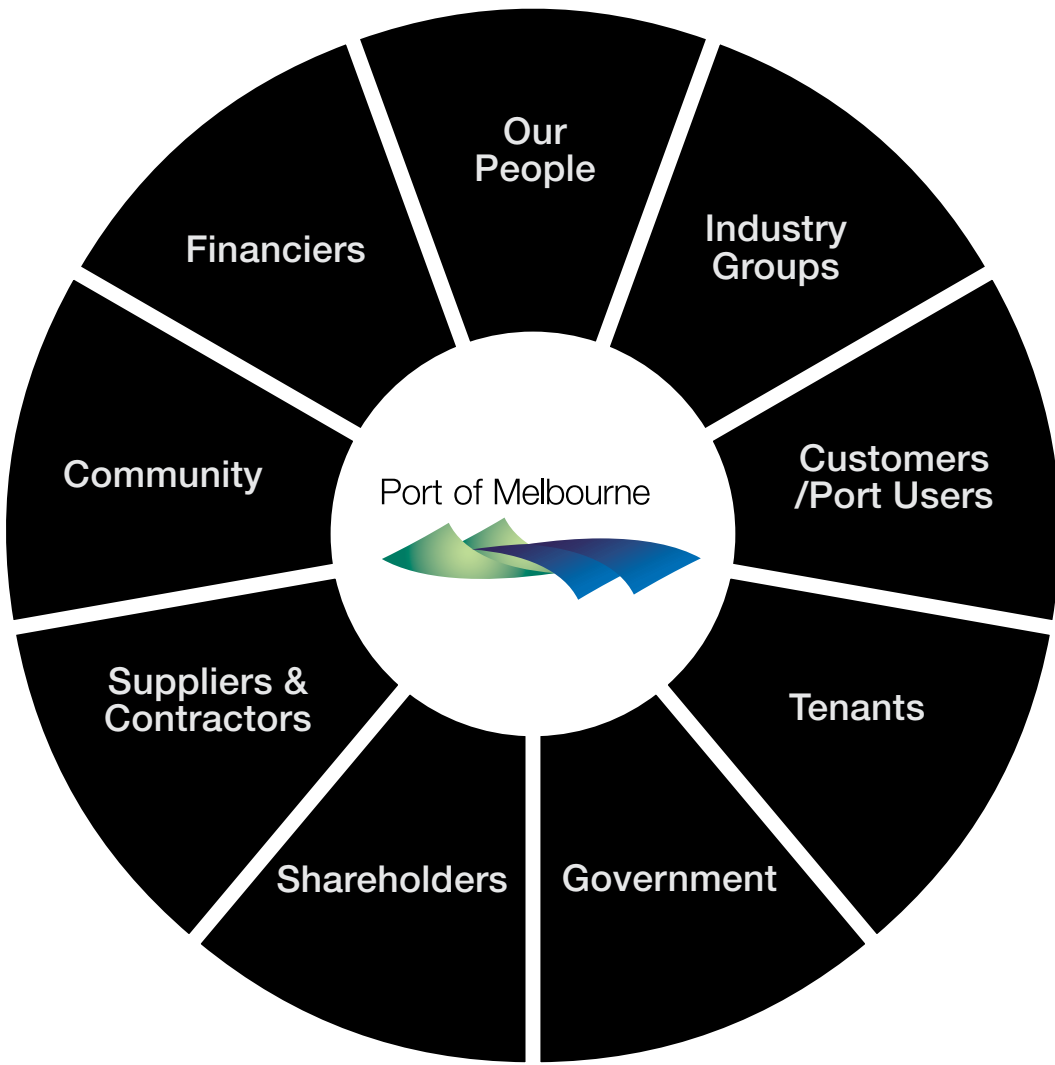 Our
People
Industry
Groups
Customers
/Port Users
Tenants
Government
Shareholders
Suppliers &
Contractors
Community
Financiers
Port of Melbourne